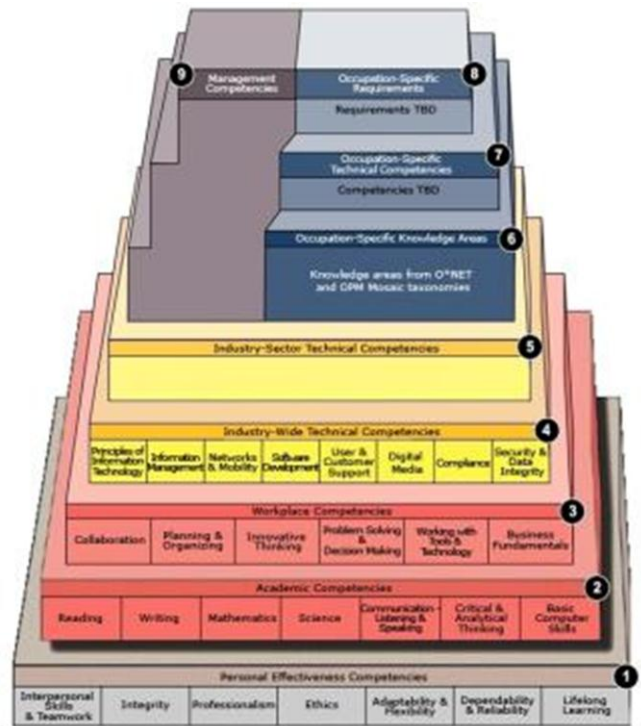 9
Management
Competencies
Occupation-Specific
Requirements
8
Requirements TBD
Occupation-Specific
Technical Competencies
7
Competencies TBD
Occupation-Specific Knowledge Areas
6
Knowledge areas from O*NET
and OPM Mosaic taxonomies
Industry-Sector Technical Competencies
5
Industry-Wide Technical Competencies
4
Principles of
Information
Technology
Information
Management
Networks
& Mobility
Software
Development
User &
Customer
Support
Digital
Media
Compliance
Security &
Data
Integrity
Workplace Competencies
3
Collaboration
Planning &
Organizing
Innovative
Thinking
Problem Solving
&
Decision Making
Working with
Tools &
Technology
Business
Fundamentals
Academic Competencies
2
Reading
Writing
Mathematics
Science
Communication -
Listening &
Speaking
Critical &
Analytical
Thinking
Basic
Computer
Skills
Personal Effectiveness Competencies
1
Interpersonal
Skills
& Teamwork
Integrity
Professionalism
Ethics
Adaptability &
Flexibility
Dependability
& Reliability
Lifelong
Learning